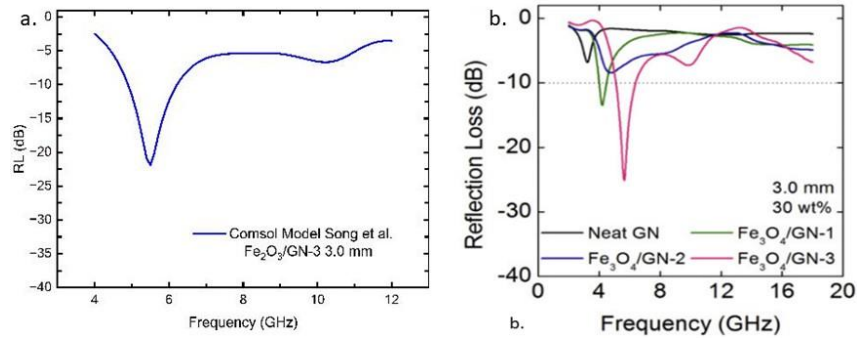 a.
0
−5
−10
−15
−20
−25
−30
−35
−40
RL (dB)
Comsol Model Song et al.
Fe₂O₃/GN-3 3.0 mm
4
6
8
10
12
Frequency (GHz)
b.
0
-10
-20
-30
-40
Reflection Loss (dB)
3.0 mm
30 wt%
Neat GN
Fe₃O₄/GN-1
Fe₃O₄/GN-2
Fe₃O₄/GN-3
0
4
8
12
16
20
b.
Frequency (GHz)